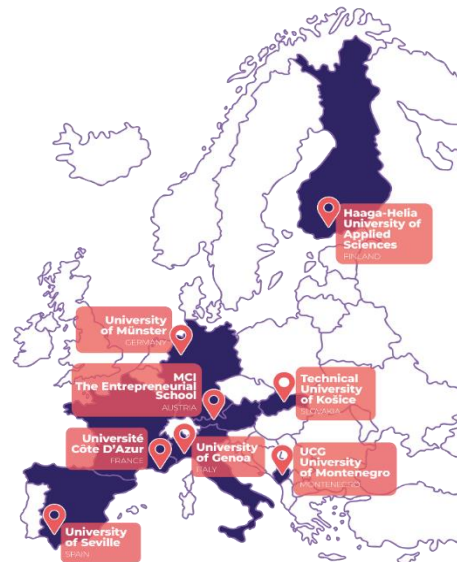 Haaga-Helia
University of
Applied
Sciences
FINLAND
University
of Münster
GERMANY
MCI
The Entrepreneurial
School
AUSTRIA
Technical
University
of Košice
SLOVAKIA
Université
Côte D'Azur
FRANCE
University
of Genoa
ITALY
UCG
University
of Montenegro
MONTENEGRO
University
of Seville
SPAIN